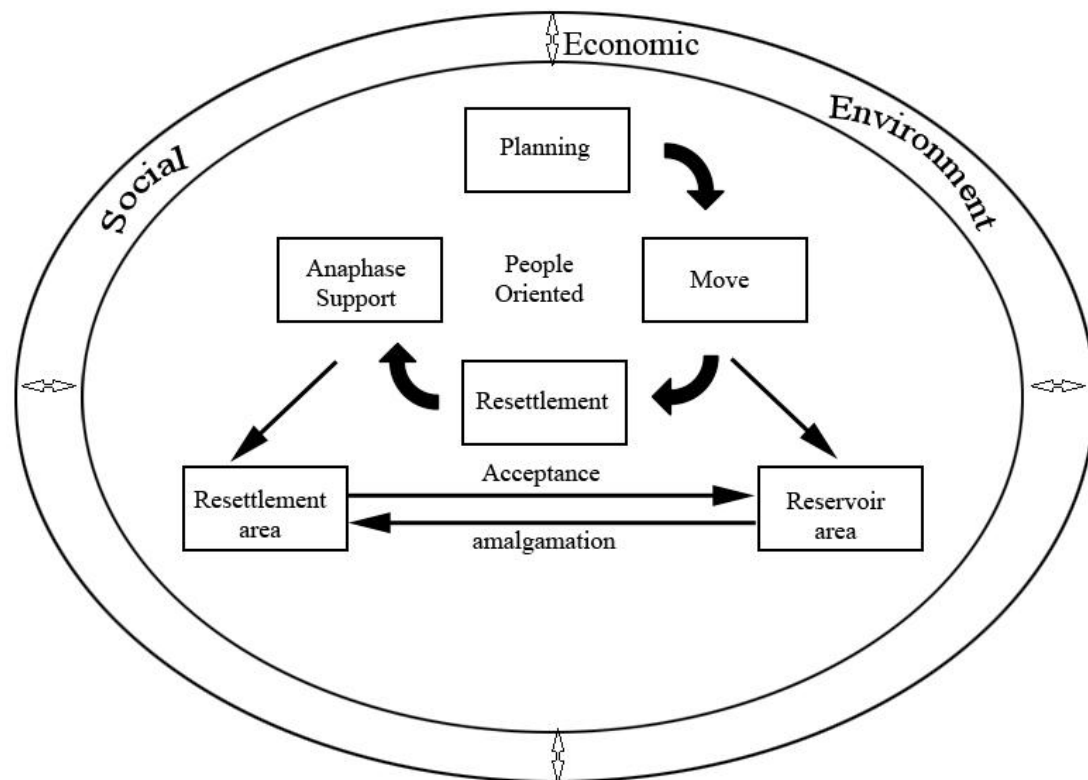 Economic
Environment
Social
Planning
Anaphase
Support
People
Oriented
Move
Resettlement
Acceptance
Resettlement
area
Reservoir
area
amalgamation